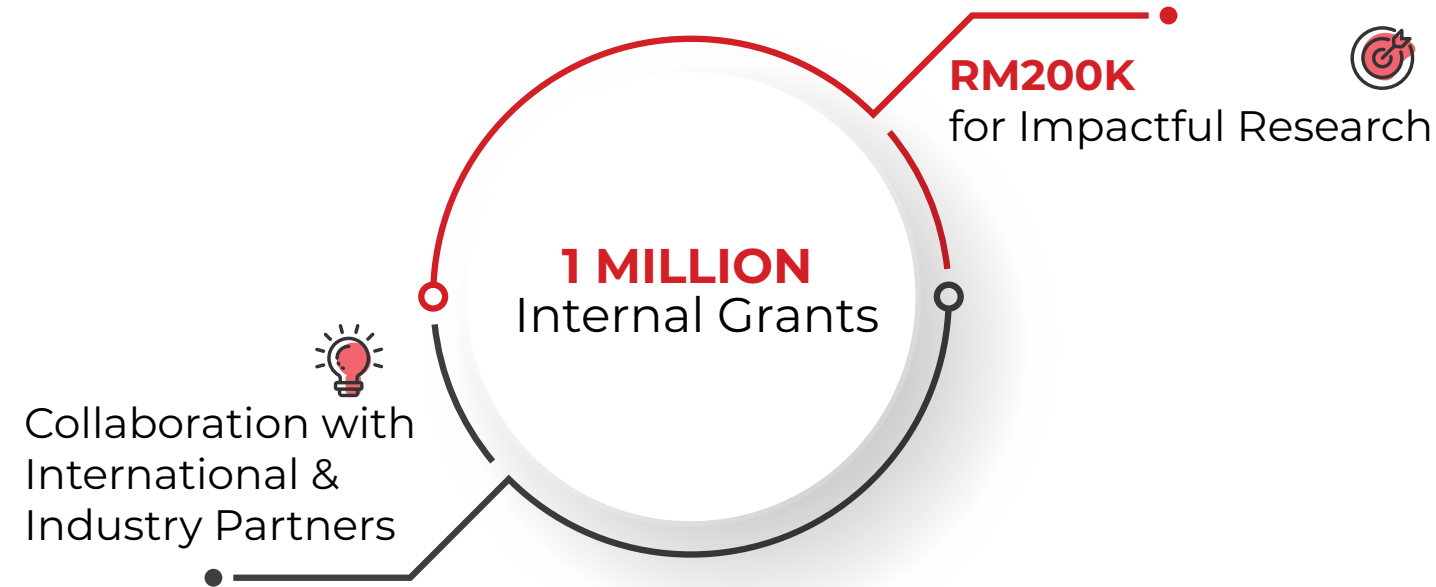 RM200K
for Impactful Research
1 MILLION
Internal Grants
Collaboration with
International &
Industry Partners